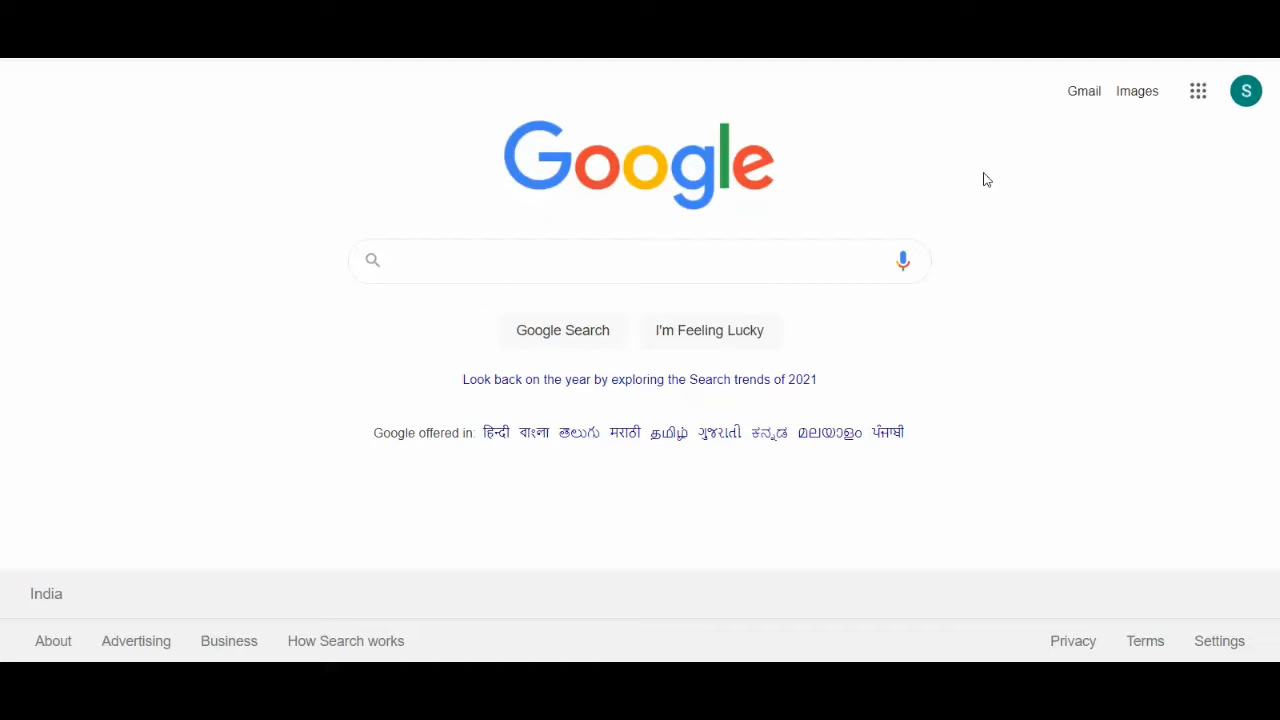 Gmail Images S
Google
Google Search I'm Feeling Lucky
Look back on the year by exploring the Search trends of 2021
Google offered in: हिन्दी বাংলা తెలుగు मराठी தமிழ் ગુજરાતી ಕನ್ನಡ മലയാളം ਪੰਜਾਬੀ
India
About Advertising Business How Search works Privacy Terms Settings